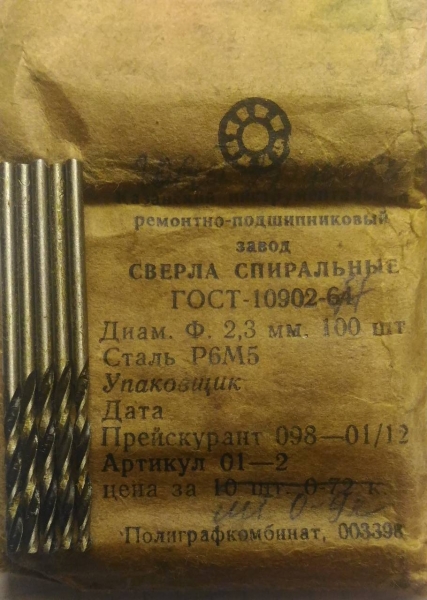 ремонтно-подшипниковый
завод
СВЕРЛА СПИРАЛЬНЫЕ
ГОСТ-10902-64
Диам. Ф. 2,3 мм. 100 шт
Сталь Р6М5
Упаковщик
Дата
Прейскурант 098—01/12
Артикул 01—2
цена за 10 шт—0-72 к.
шт
Полиграфкомбинат, 003398